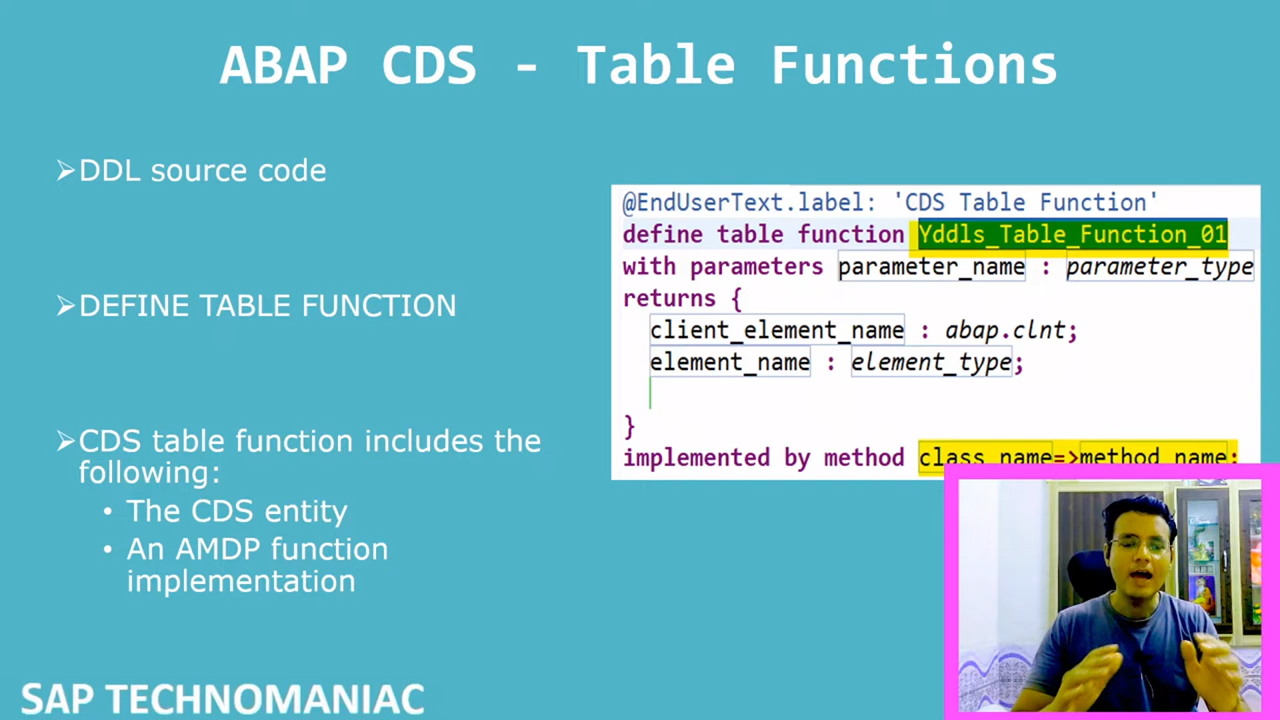 ABAP CDS - Table Functions
➢DDL source code
➢DEFINE TABLE FUNCTION
➢CDS table function includes the
following:
• The CDS entity
• An AMDP function
implementation
@EndUserText.label: 'CDS Table Function'
define table function Yddls_Table_Function_01
with parameters parameter_name : parameter_type
returns {
client_element_name : abap.clnt;
element_name : element_type;
}
implemented by method class_name=>method_name;
SAP TECHNOMANIAC